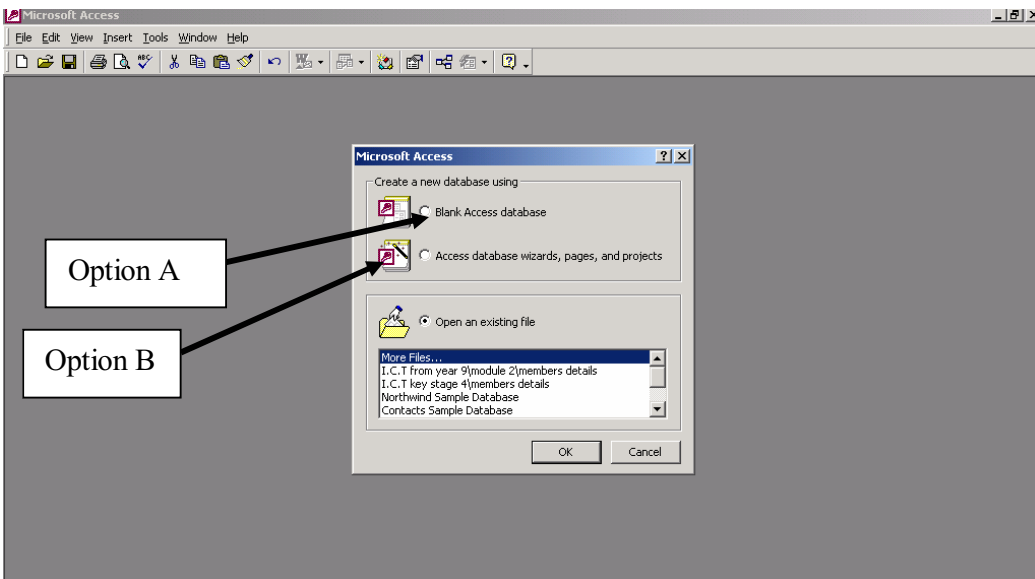 Microsoft Access
File Edit View Insert Tools Window Help
Microsoft Access
Create a new database using
Blank Access database
Access database wizards, pages, and projects
Option A
Option B
Open an existing file
More Files...
I.C.T from year 9\module 2\members details
I.C.T key stage 4\members details
Northwind Sample Database
Contacts Sample Database
OK Cancel